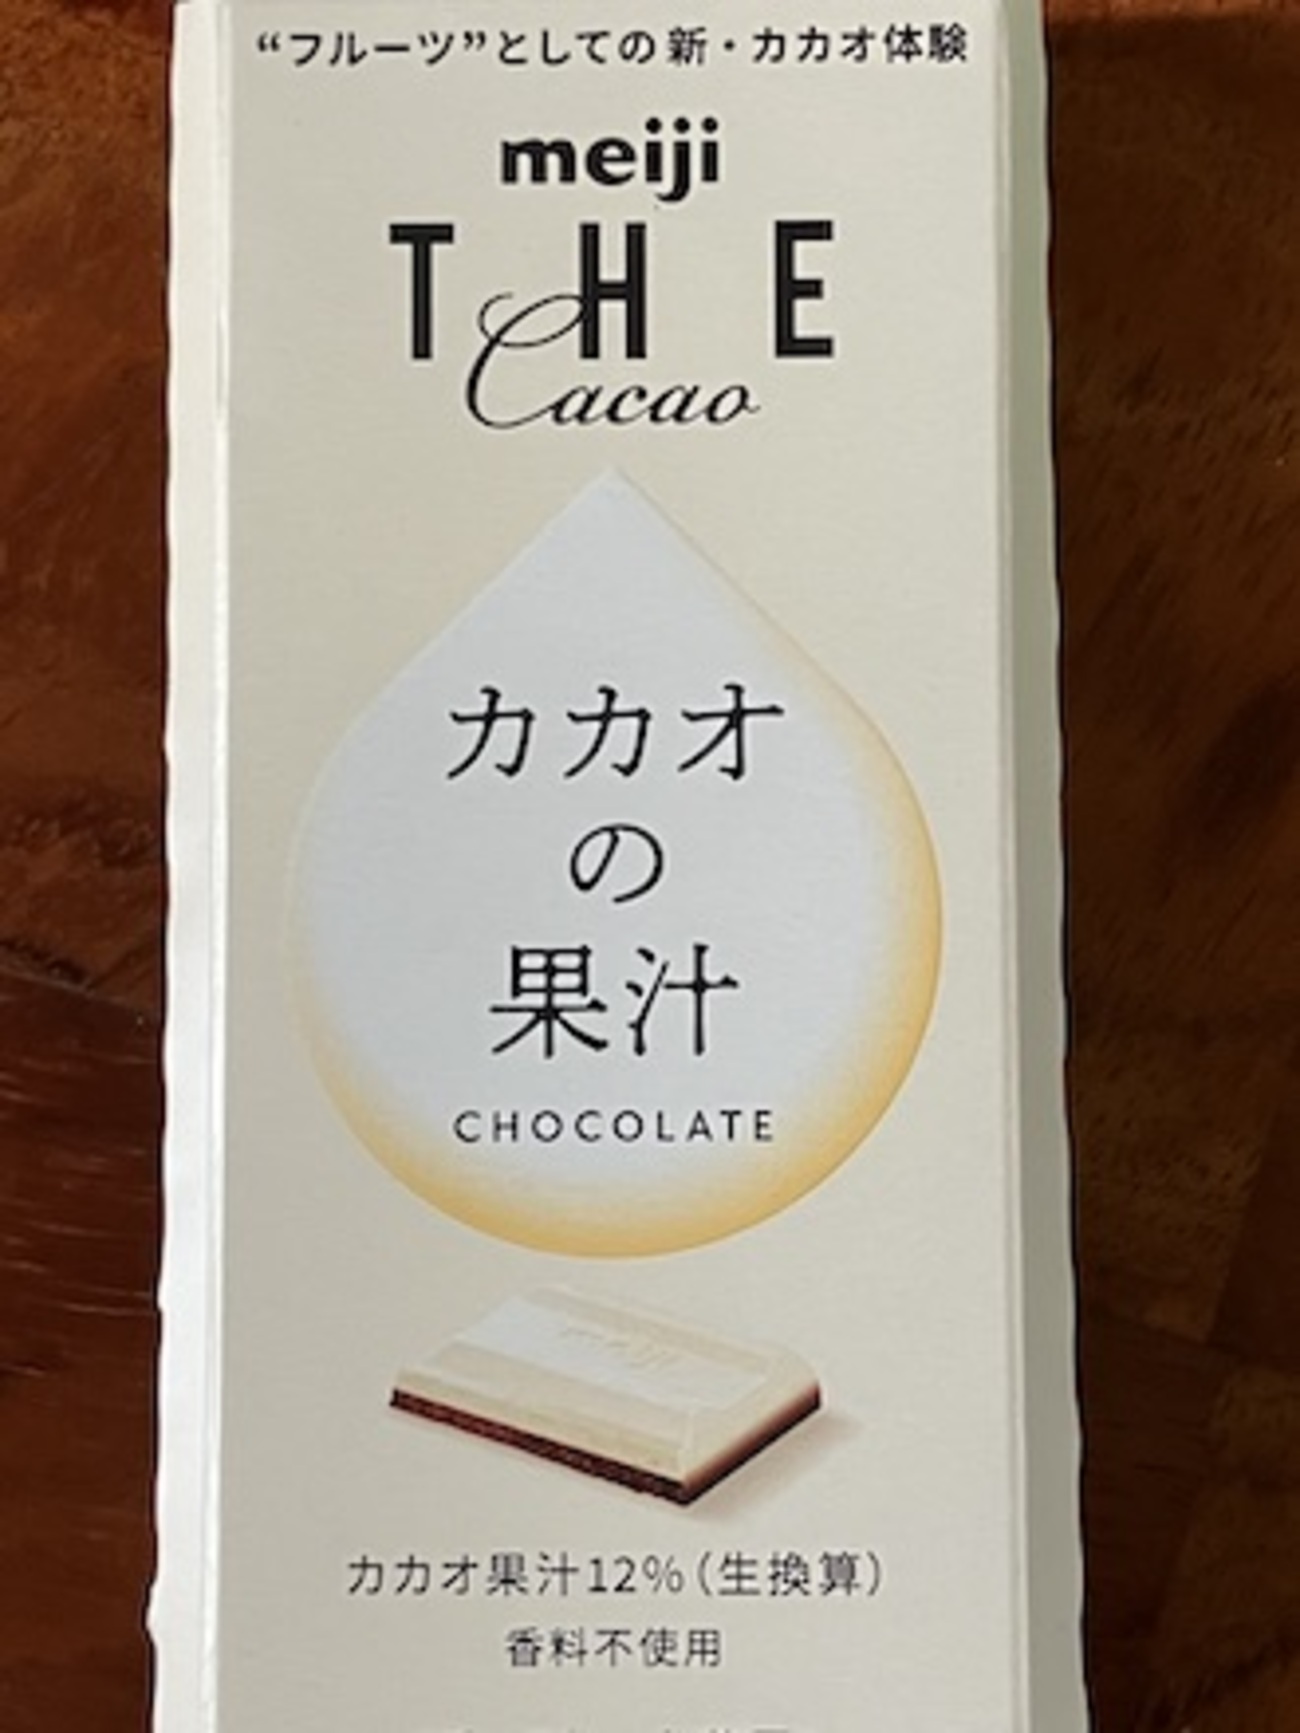 “フルーツ”としての新・カカオ体験
meiji
THE
Cacao
カカオ
の
果汁
CHOCOLATE
meiji
カカオ果汁12%（生換算）
香料不使用